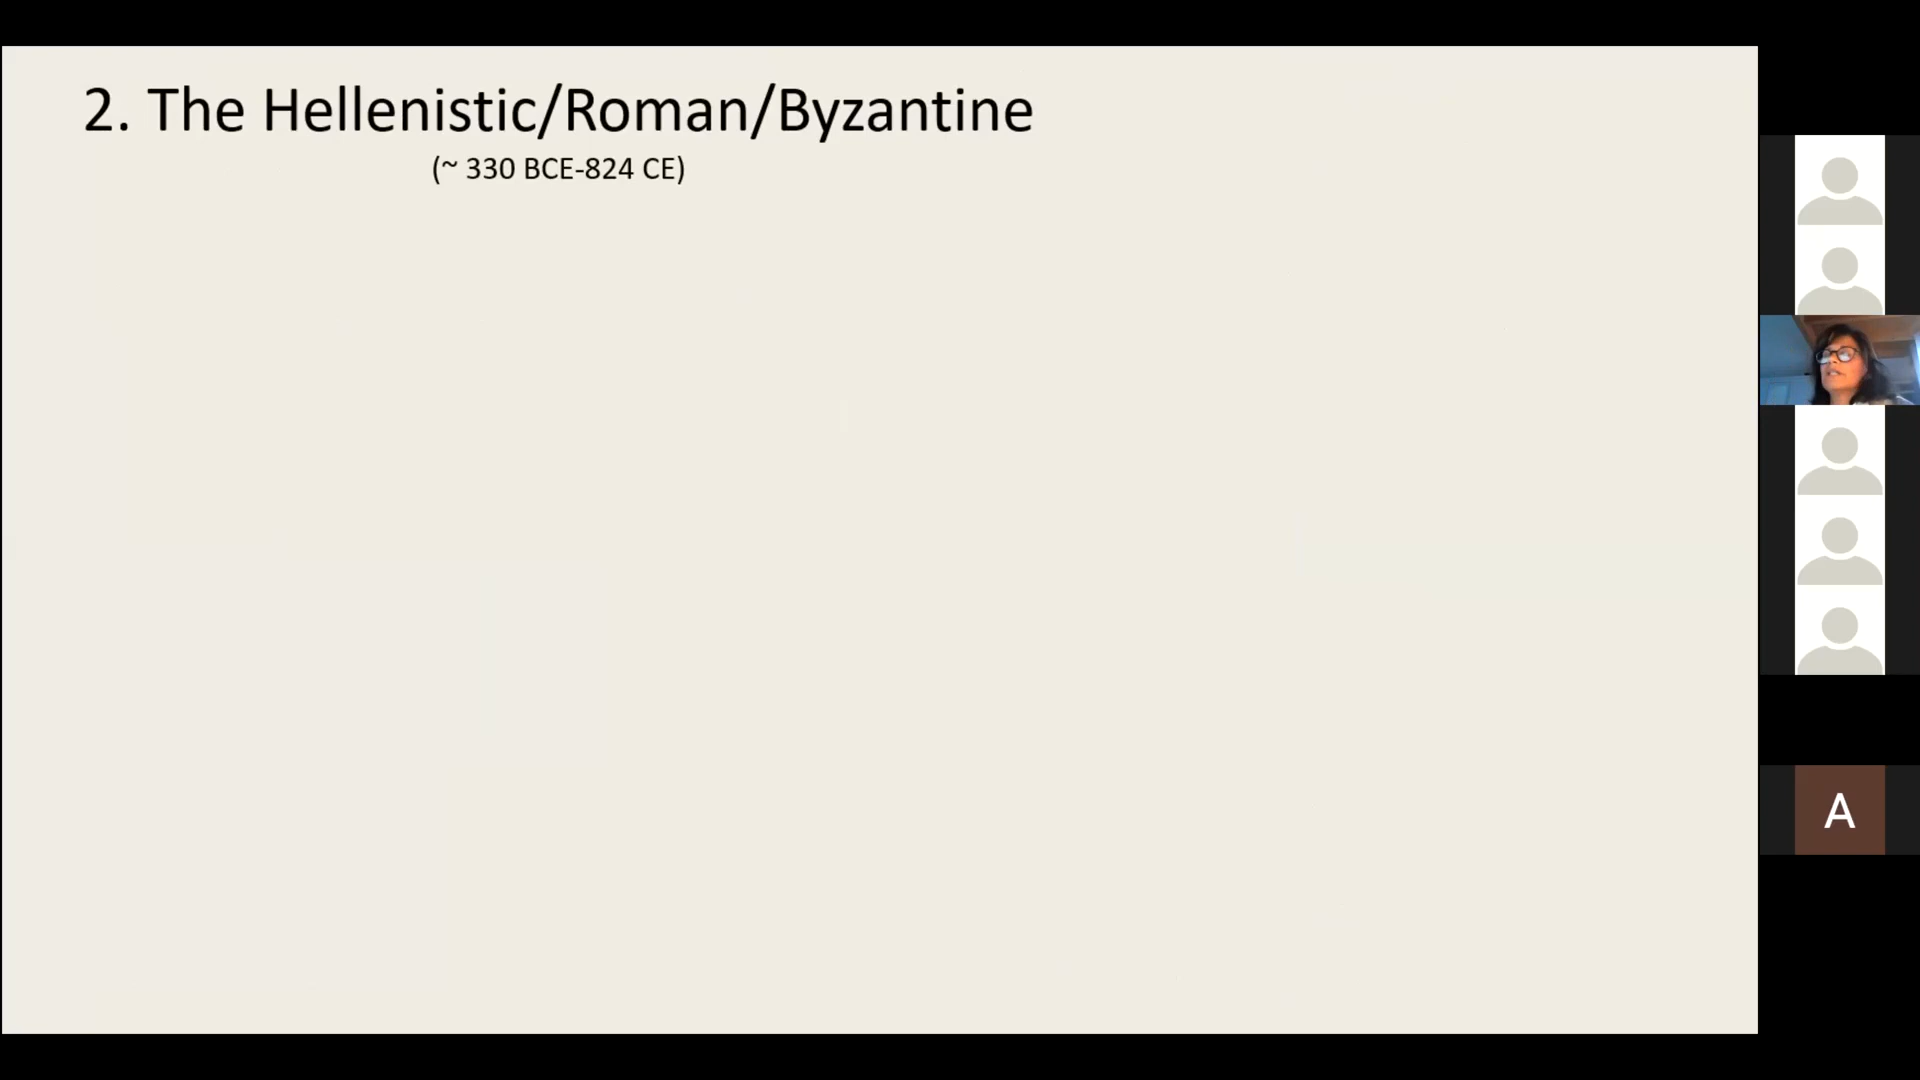 2. The Hellenistic/Roman/Byzantine
(~ 330 BCE-824 CE)
A